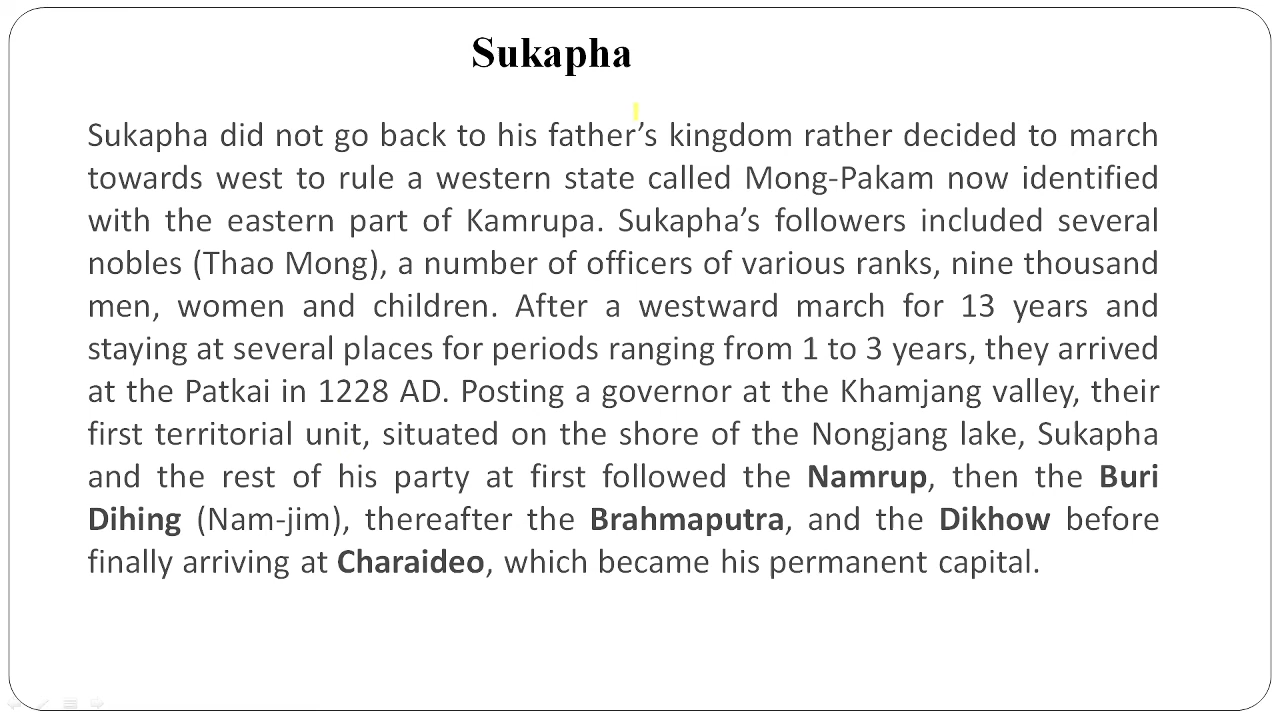 Sukapha
Sukapha did not go back to his father’s kingdom rather decided to march
towards west to rule a western state called Mong-Pakam now identified
with the eastern part of Kamrupa. Sukapha’s followers included several
nobles (Thao Mong), a number of officers of various ranks, nine thousand
men, women and children. After a westward march for 13 years and
staying at several places for periods ranging from 1 to 3 years, they arrived
at the Patkai in 1228 AD. Posting a governor at the Khamjang valley, their
first territorial unit, situated on the shore of the Nongjang lake, Sukapha
and the rest of his party at first followed the Namrup, then the Buri
Dihing (Nam-jim), thereafter the Brahmaputra, and the Dikhow before
finally arriving at Charaideo, which became his permanent capital.